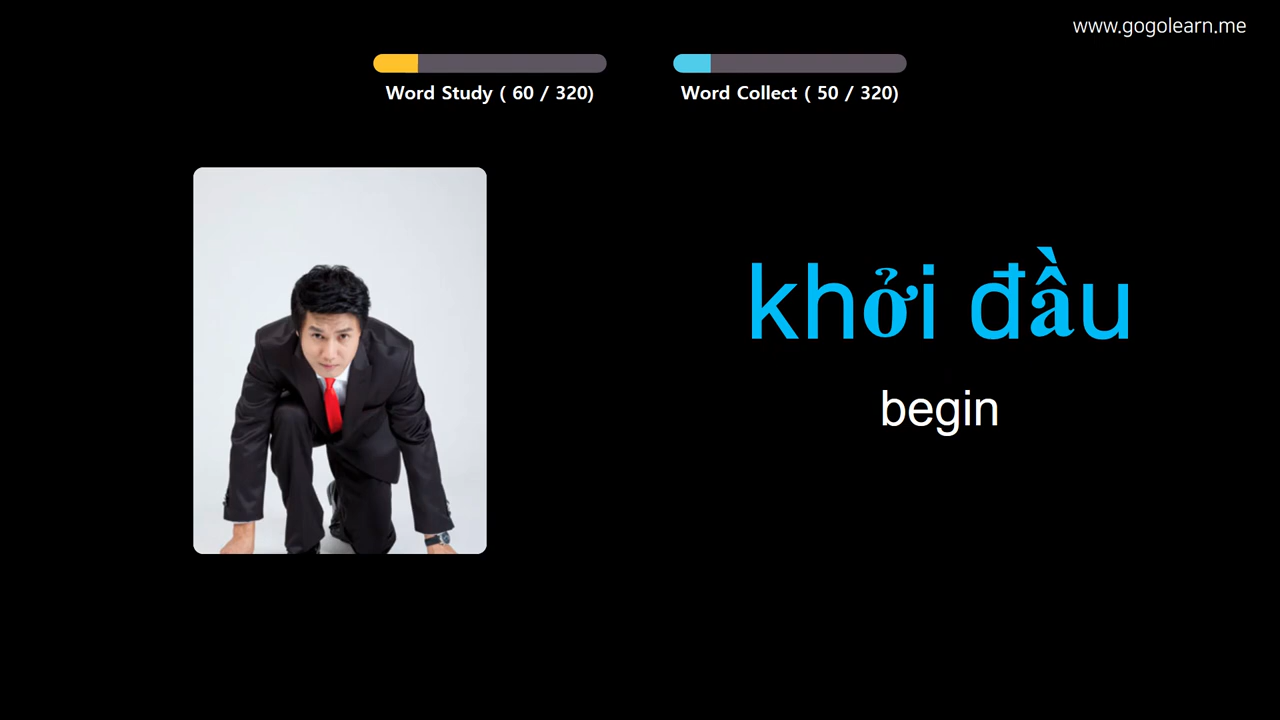 www.gogolearn.me
Word Study ( 60 / 320)
Word Collect ( 50 / 320)
khởi đầu
begin